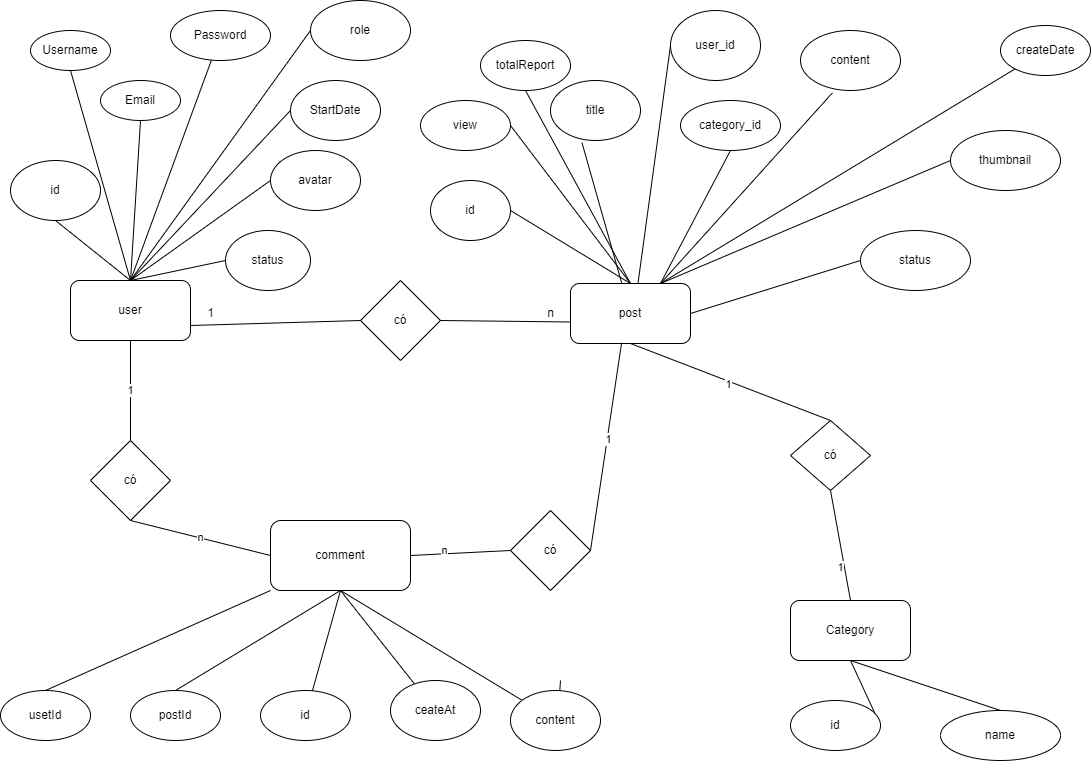 Username
Password
role
Email
StartDate
id
avatar
status
totalReport
user_id
content
createDate
view
title
category_id
thumbnail
id
status
user
1
có
n
post
1
có
n
comment
n
có
1
1
có
1
Category
usetId
postId
id
ceateAt
content
id
name